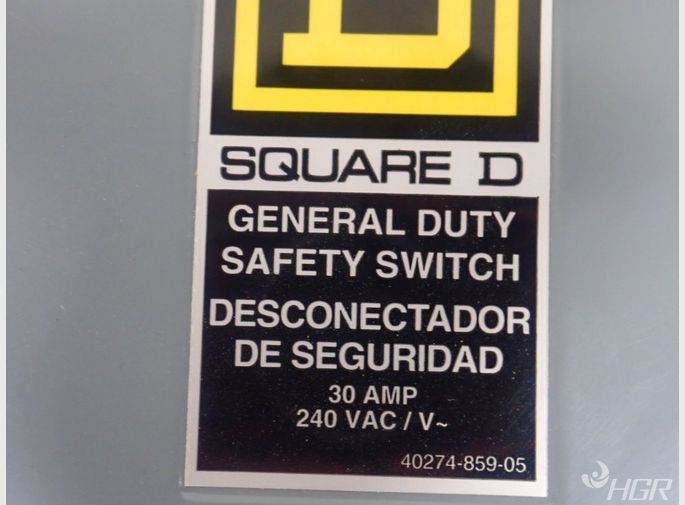 SQUARE D
GENERAL DUTY
SAFETY SWITCH
DESCONECTADOR
DE SEGURIDAD
30 AMP
240 VAC / V~
40274-859-05
HGR